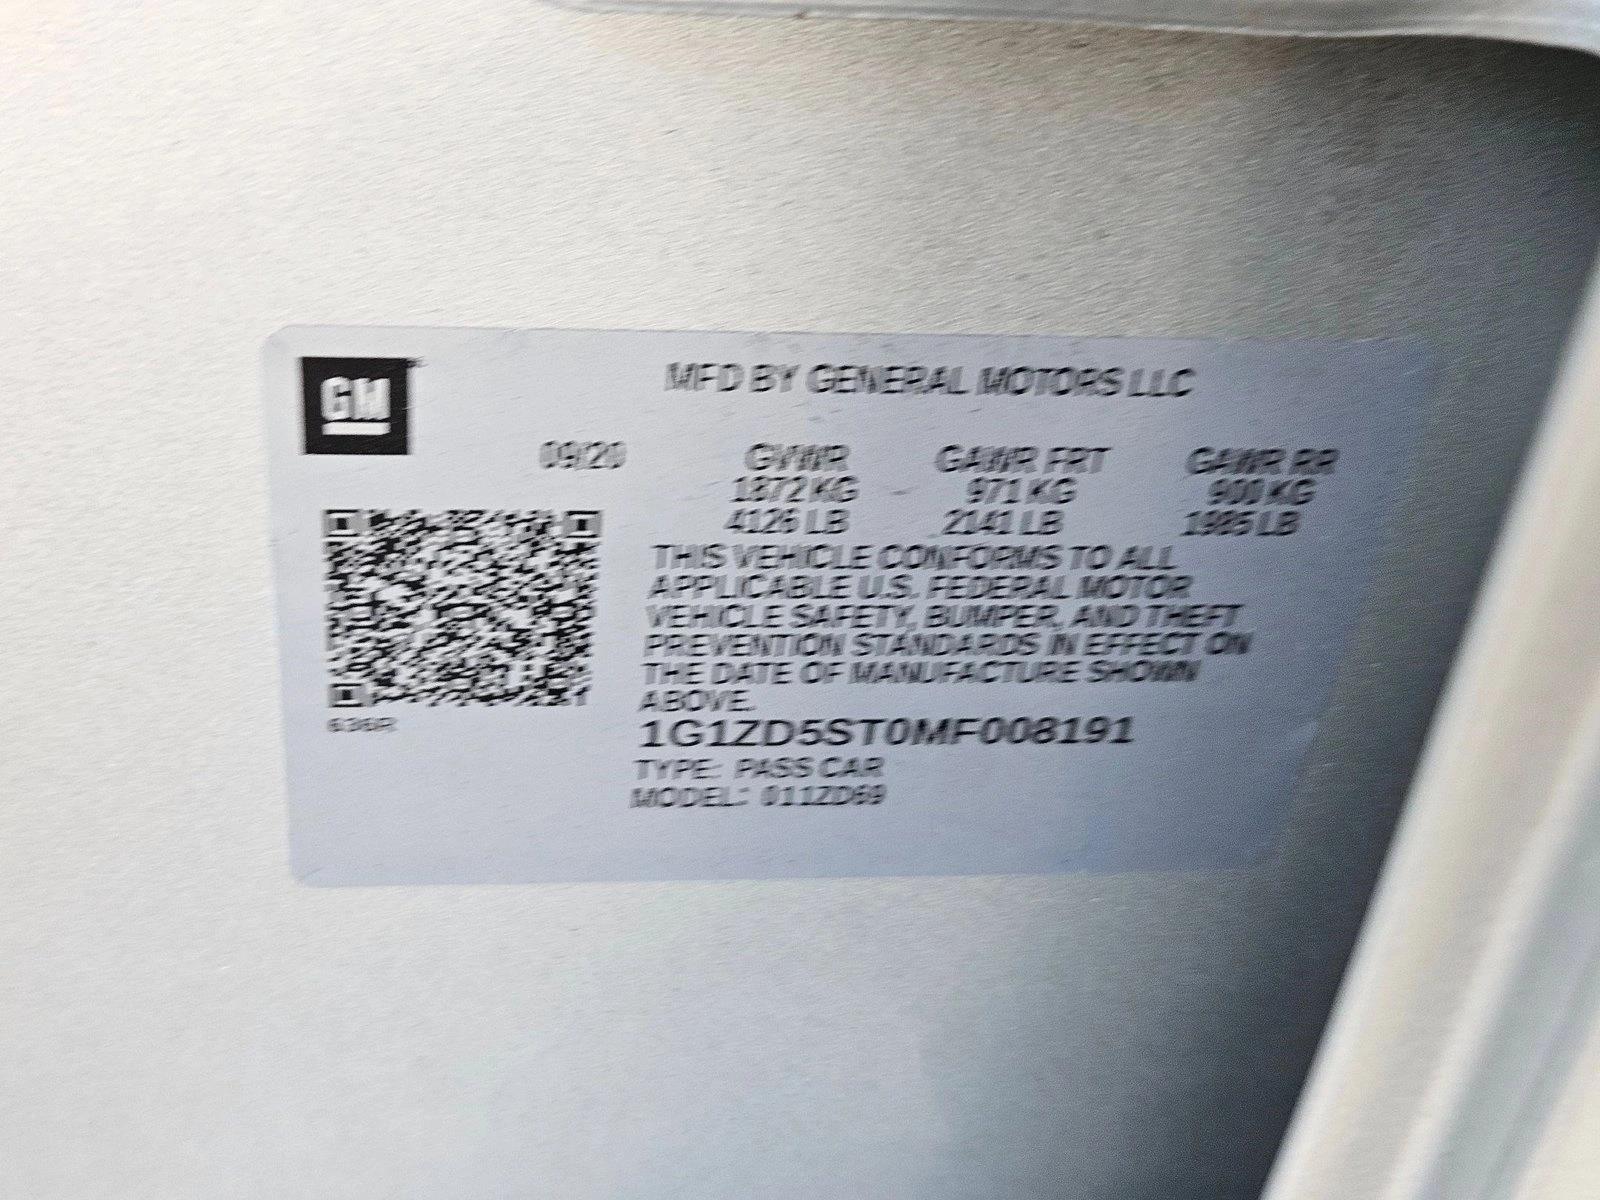 GM
MFD BY GENERAL MOTORS LLC
09/20 GVWR GAWR FRT GAWR RR
1872 KG 971 KG 900 KG
4126 LB 2141 LB 1985 LB
THIS VEHICLE CONFORMS TO ALL
APPLICABLE U.S. FEDERAL MOTOR
VEHICLE SAFETY, BUMPER, AND THEFT
PREVENTION STANDARDS IN EFFECT ON
THE DATE OF MANUFACTURE SHOWN
ABOVE.
636R
1G1ZD5ST0MF008191
TYPE: PASS CAR
MODEL: 011ZD69